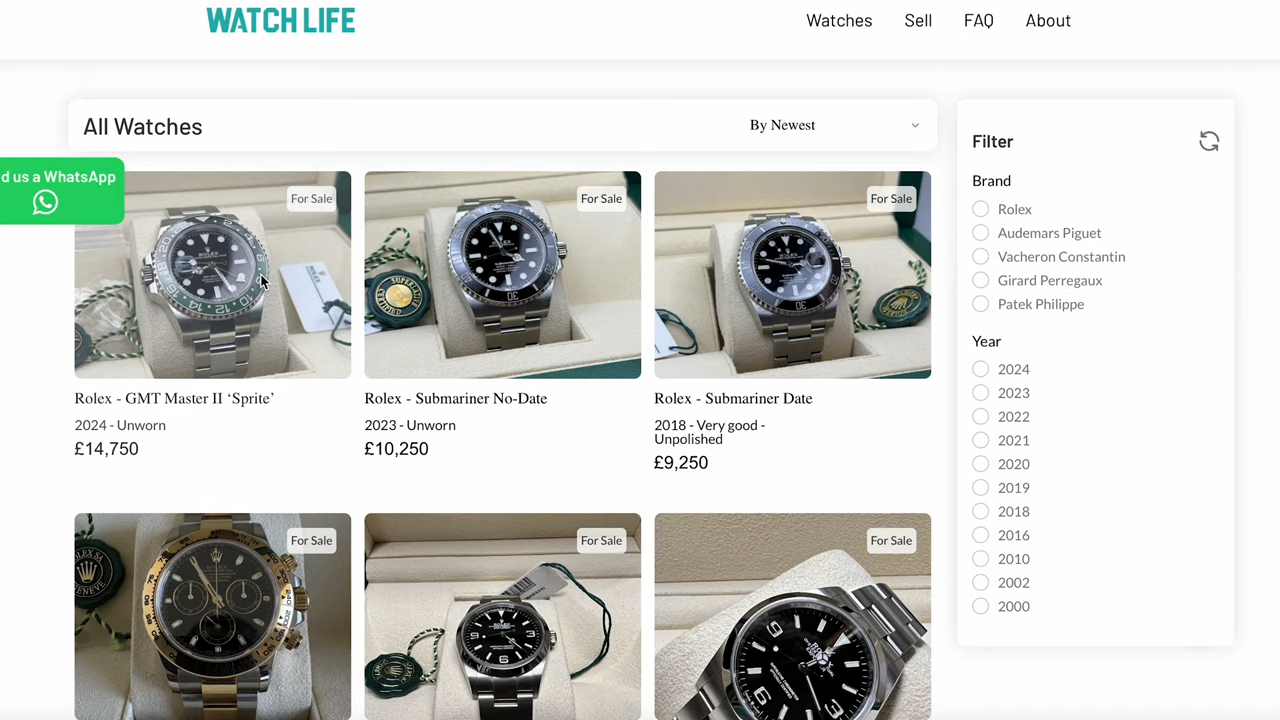 WATCH LIFE
Watches Sell FAQ About
All Watches
By Newest
d us a WhatsApp
For Sale
For Sale
For Sale
Rolex - GMT Master II ‘Sprite’
2024 - Unworn
£14,750
Rolex - Submariner No-Date
2023 - Unworn
£10,250
Rolex - Submariner Date
2018 - Very good -
Unpolished
£9,250
For Sale
For Sale
For Sale
Filter
Brand
Rolex
Audemars Piguet
Vacheron Constantin
Girard Perregaux
Patek Philippe
Year
2024
2023
2022
2021
2020
2019
2018
2016
2010
2002
2000